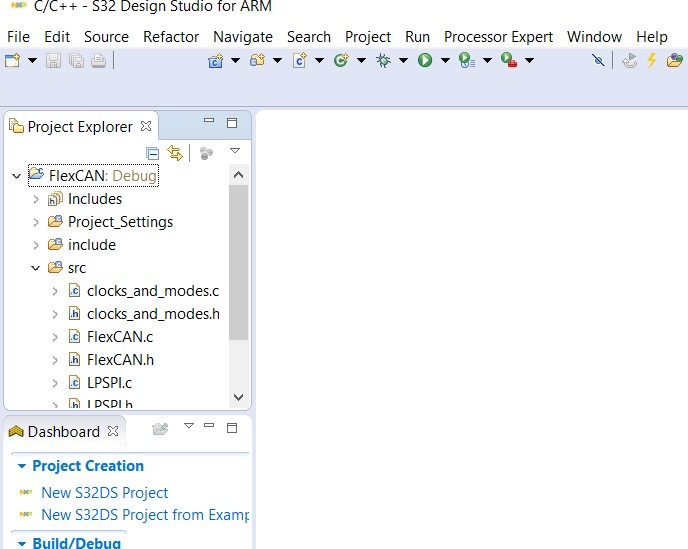 C/C++ - S32 Design Studio for ARM
File Edit Source Refactor Navigate Search Project Run Processor Expert Window Help
Project Explorer
FlexCAN: Debug
Includes
Project_Settings
include
src
clocks_and_modes.c
clocks_and_modes.h
FlexCAN.c
FlexCAN.h
LPSPI.c
LPSPI.h
Dashboard
Project Creation
New S32DS Project
New S32DS Project from Examp
Build/Debug